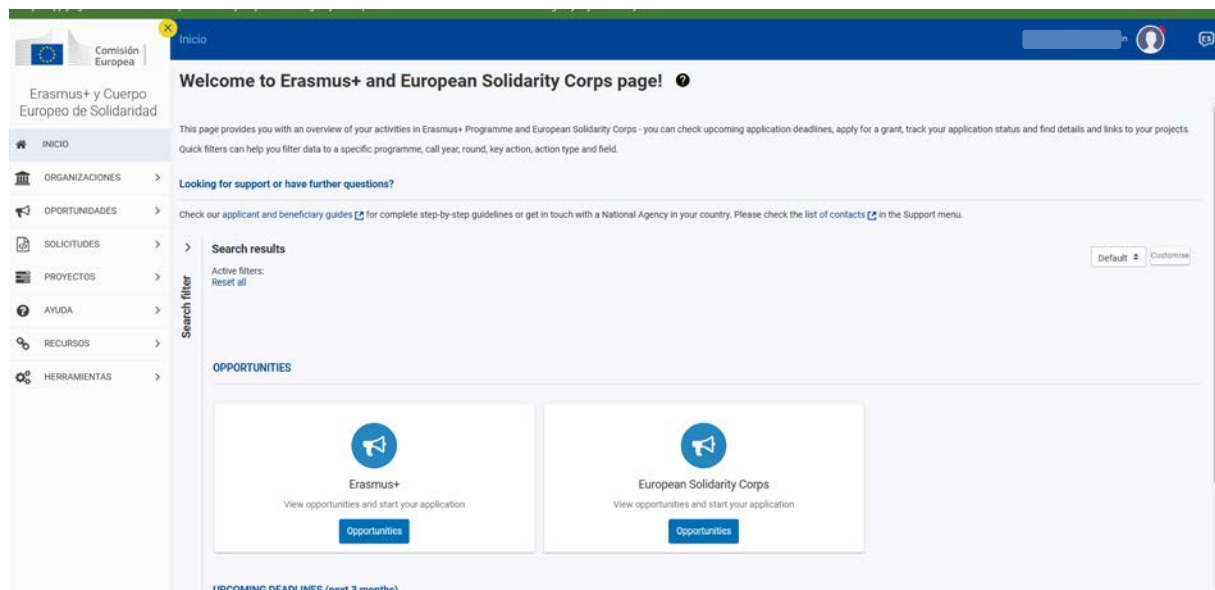 Comisión
Europea
Erasmus+ y Cuerpo
Europeo de Solidaridad
INICIO
ORGANIZACIONES
OPORTUNIDADES
SOLICITUDES
PROYECTOS
AYUDA
RECURSOS
HERRAMIENTAS
Inicio
ES
Welcome to Erasmus+ and European Solidarity Corps page!
This page provides you with an overview of your activities in Erasmus+ Programme and European Solidarity Corps - you can check upcoming application deadlines, apply for a grant, track your application status and find details and links to your projects.
Quick filters can help you filter data to a specific programme, call year, round, key action, action type and field.
Looking for support or have further questions?
Check our applicant and beneficiary guides for complete step-by-step guidelines or get in touch with a National Agency in your country. Please check the list of contacts in the Support menu.
Search filter
Search results
Default
Customise
Active filters:
Reset all
OPPORTUNITIES
Erasmus+
View opportunities and start your application
Opportunities
European Solidarity Corps
View opportunities and start your application
Opportunities
UPCOMING DEADLINES (next 3 months)